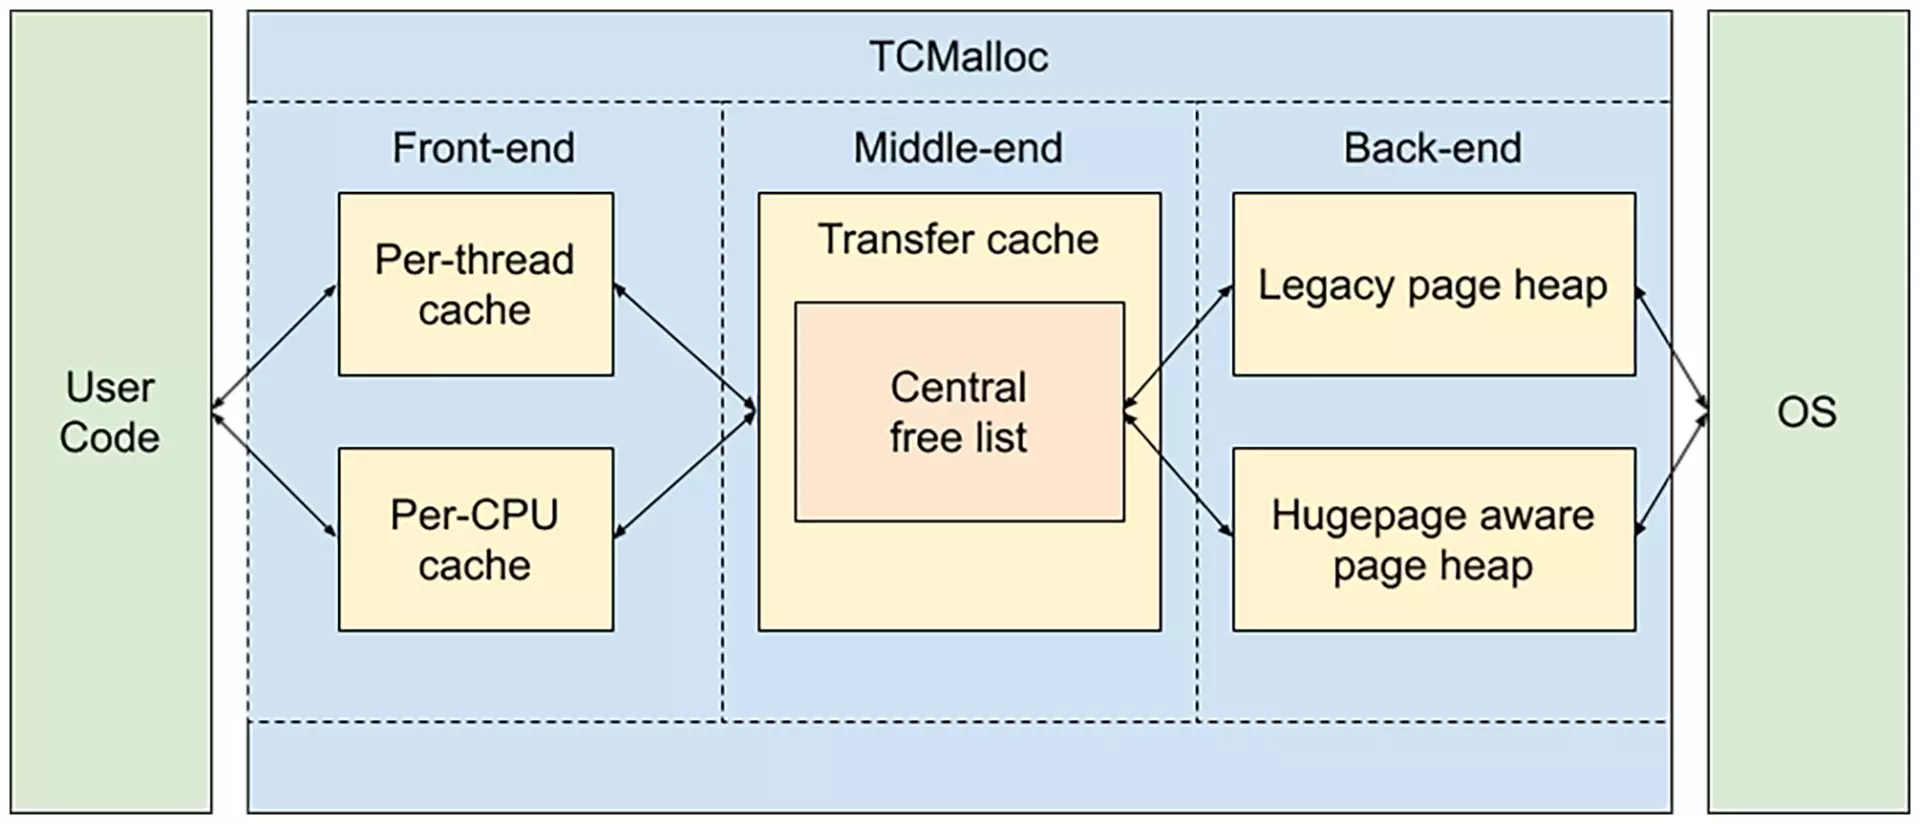 TCMalloc
Front-end
Middle-end
Back-end
User
Code
Per-thread
cache
Per-CPU
cache
Transfer cache
Central
free list
Legacy page heap
Hugepage aware
page heap
OS